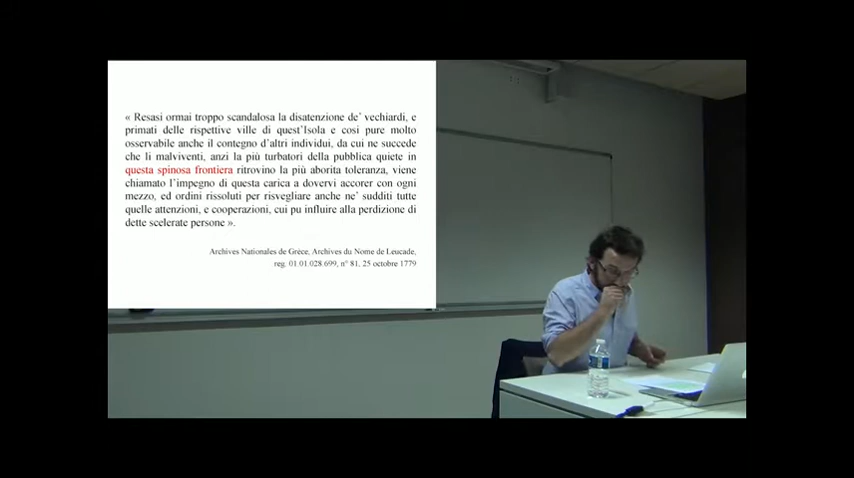 « Resasi ormai troppo scandalosa la disatenzione de' vechiardi, e
primati delle rispettive ville di quest'Isola e cosi pure molto
osservabile anche il contegno d'altri individui, da cui ne succede
che li malviventi, anzi la più turbatori della pubblica quiete in
questa spinosa frontiera ritrovino la più aborita toleranza, viene
chiamato l'impegno di questa carica a dovervi accorer con ogni
mezzo, ed ordini rissoluti per risvegliare anche ne' sudditi tutte
quelle attenzioni, e cooperazioni, cui pu influire alla perdizione di
dette scelerate persone ».
Archives Nationales de Grèce, Archives du Nome de Leucade,
reg. 01.01.028.699, n° 81, 25 octobre 1779